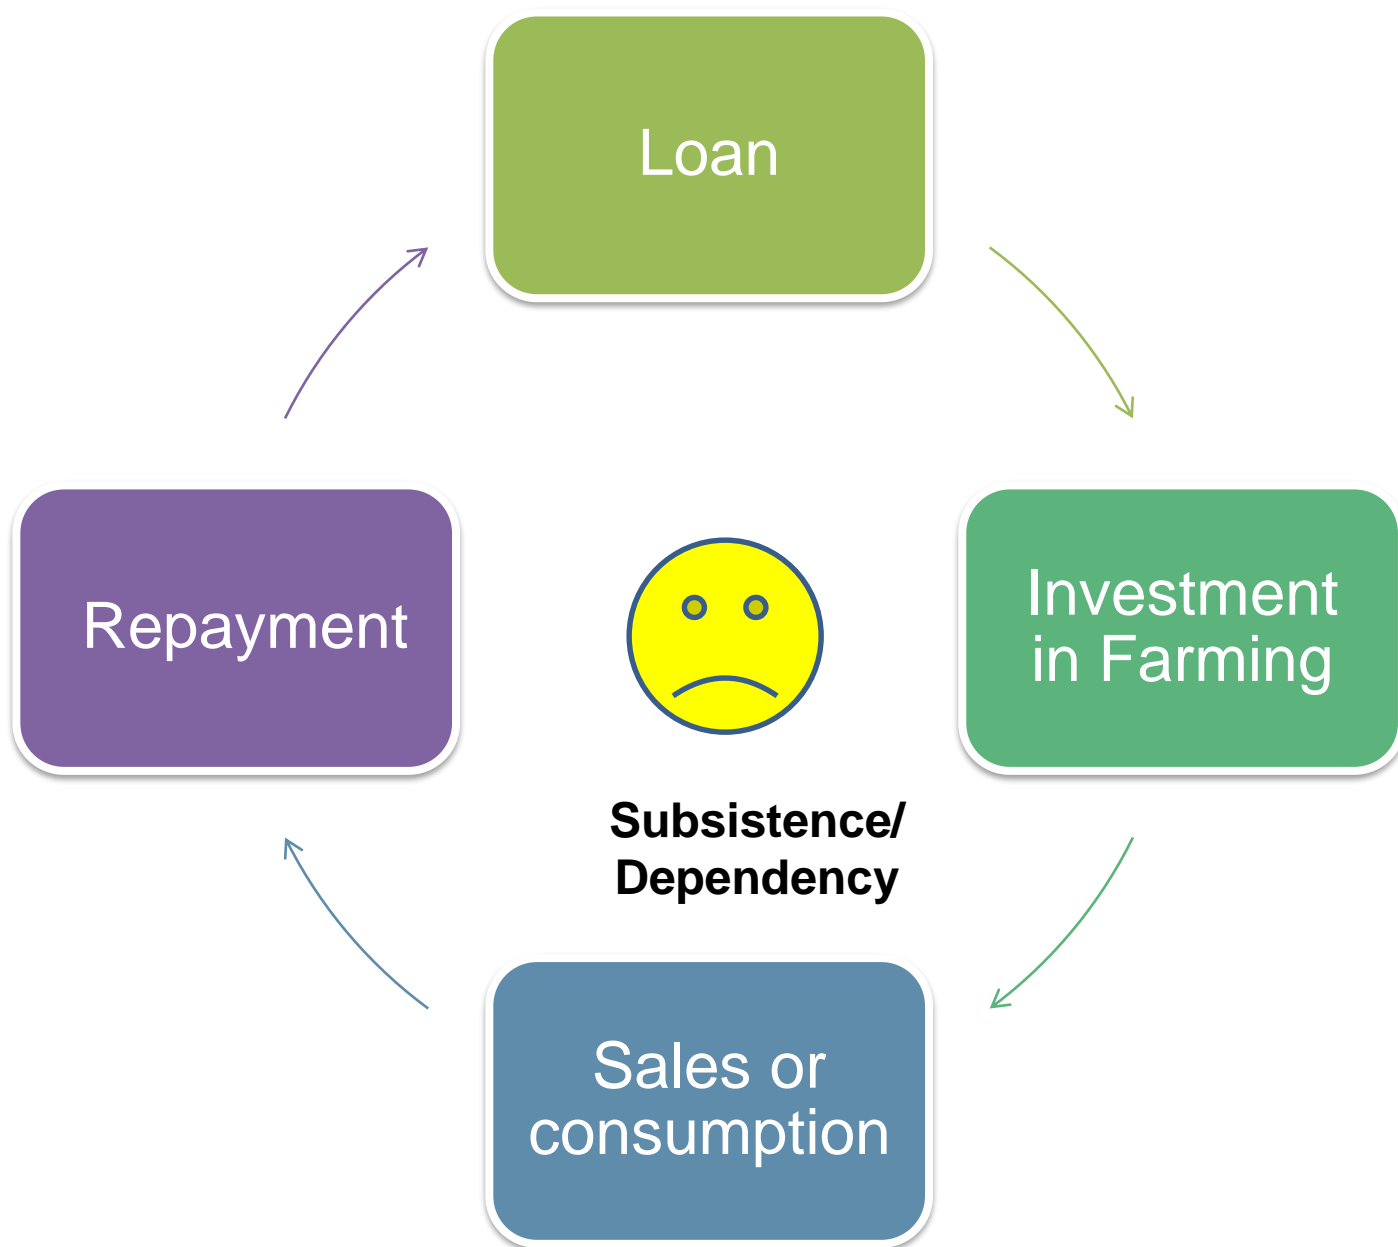 Loan
Investment
in Farming
Repayment
Subsistence/
Dependency
Sales or
consumption